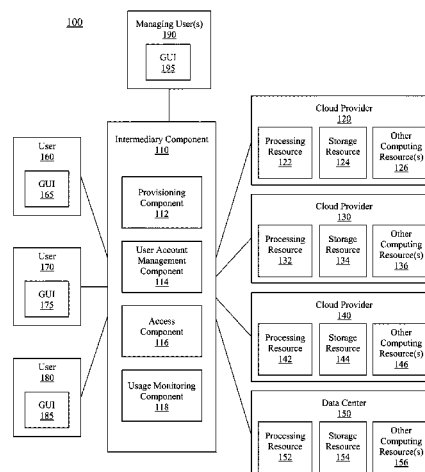 100
Managing User(s)
190
GUI
195
Intermediary Component
110
Provisioning
Component
112
User Account
Management
Component
114
Access
Component
116
Usage Monitoring
Component
118
User
160
GUI
165
User
170
GUI
175
User
180
GUI
185
Cloud Provider
120
Processing
Resource
122
Storage
Resource
124
Other
Computing
Resource(s)
126
Cloud Provider
130
Processing
Resource
132
Storage
Resource
134
Other
Computing
Resource(s)
136
Cloud Provider
140
Processing
Resource
142
Storage
Resource
144
Other
Computing
Resource(s)
146
Data Center
150
Processing
Resource
152
Storage
Resource
154
Other
Computing
Resource(s)
156